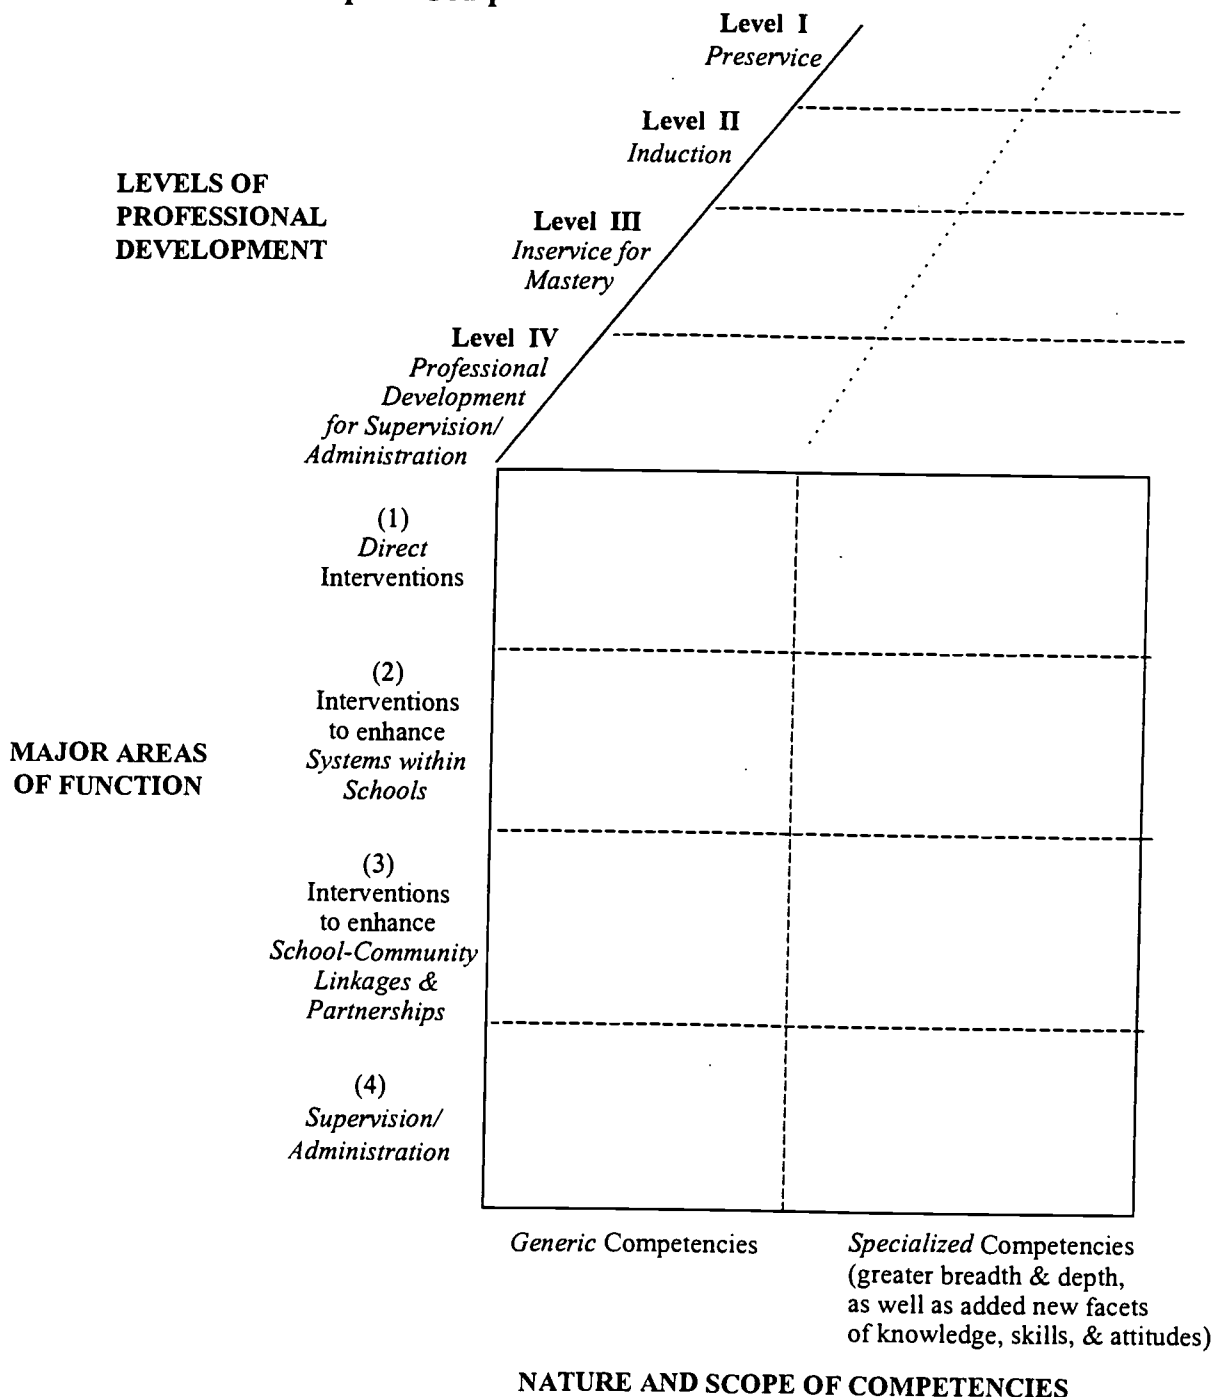 Level I
Preservice
Level II
Induction
LEVELS OF
PROFESSIONAL
DEVELOPMENT
Level III
Inservice for
Mastery
Level IV
Professional
Development
for Supervision/
Administration
(1)
Direct
Interventions
(2)
Interventions
to enhance
Systems within
Schools
MAJOR AREAS
OF FUNCTION
(3)
Interventions
to enhance
School-Community
Linkages &
Partnerships
(4)
Supervision/
Administration
Generic Competencies
Specialized Competencies
(greater breadth & depth,
as well as added new facets
of knowledge, skills, & attitudes)
NATURE AND SCOPE OF COMPETENCIES